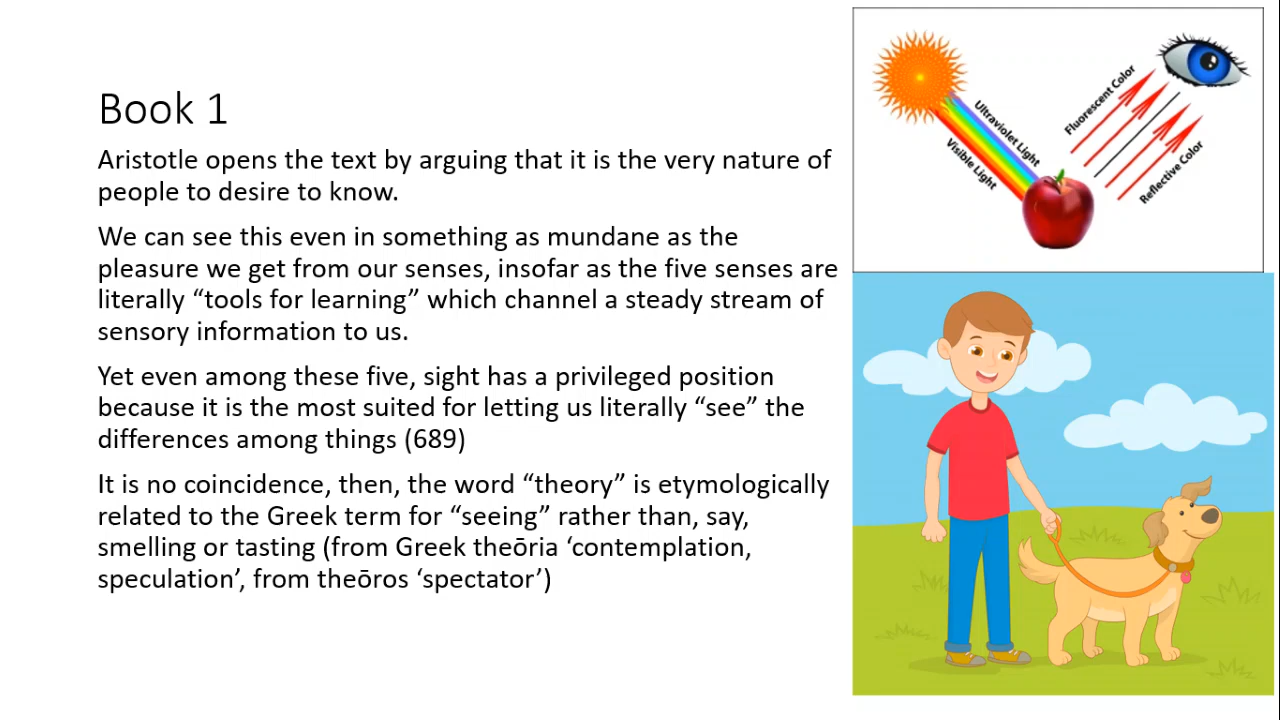 Book 1
Aristotle opens the text by arguing that it is the very nature of
people to desire to know.
We can see this even in something as mundane as the
pleasure we get from our senses, insofar as the five senses are
literally “tools for learning” which channel a steady stream of
sensory information to us.
Yet even among these five, sight has a privileged position
because it is the most suited for letting us literally “see” the
differences among things (689)
It is no coincidence, then, the word “theory” is etymologically
related to the Greek term for “seeing” rather than, say,
smelling or tasting (from Greek theōria ‘contemplation,
speculation’, from theōros ‘spectator’)
Ultraviolet Light
Visible Light
Fluorescent Color
Reflective Color